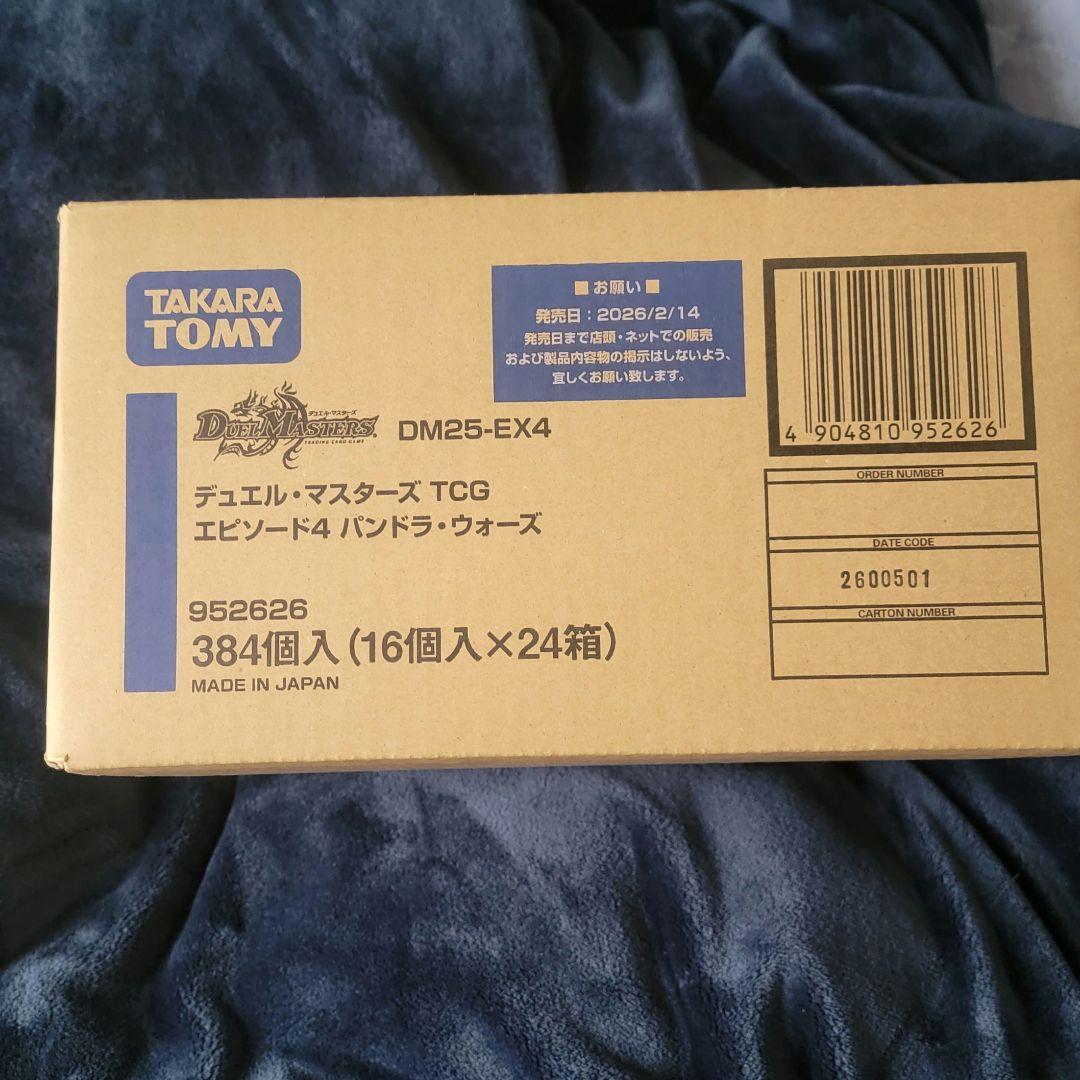 TAKARA
TOMY
■お願い■
発売日：2026/2/14
発売日まで店頭・ネットでの販売
および製品内容物の掲示はしないよう、
宜しくお願い致します。
デュエル・マスターズ
DUEL MASTERS
TRADING CARD GAME
DM25-EX4
デュエル・マスターズ TCG
エピソード4 パンドラ・ウォーズ
952626
384個入(16個入×24箱)
MADE IN JAPAN
4 904810 952626
ORDER NUMBER
DATE CODE
2600501
CARTON NUMBER